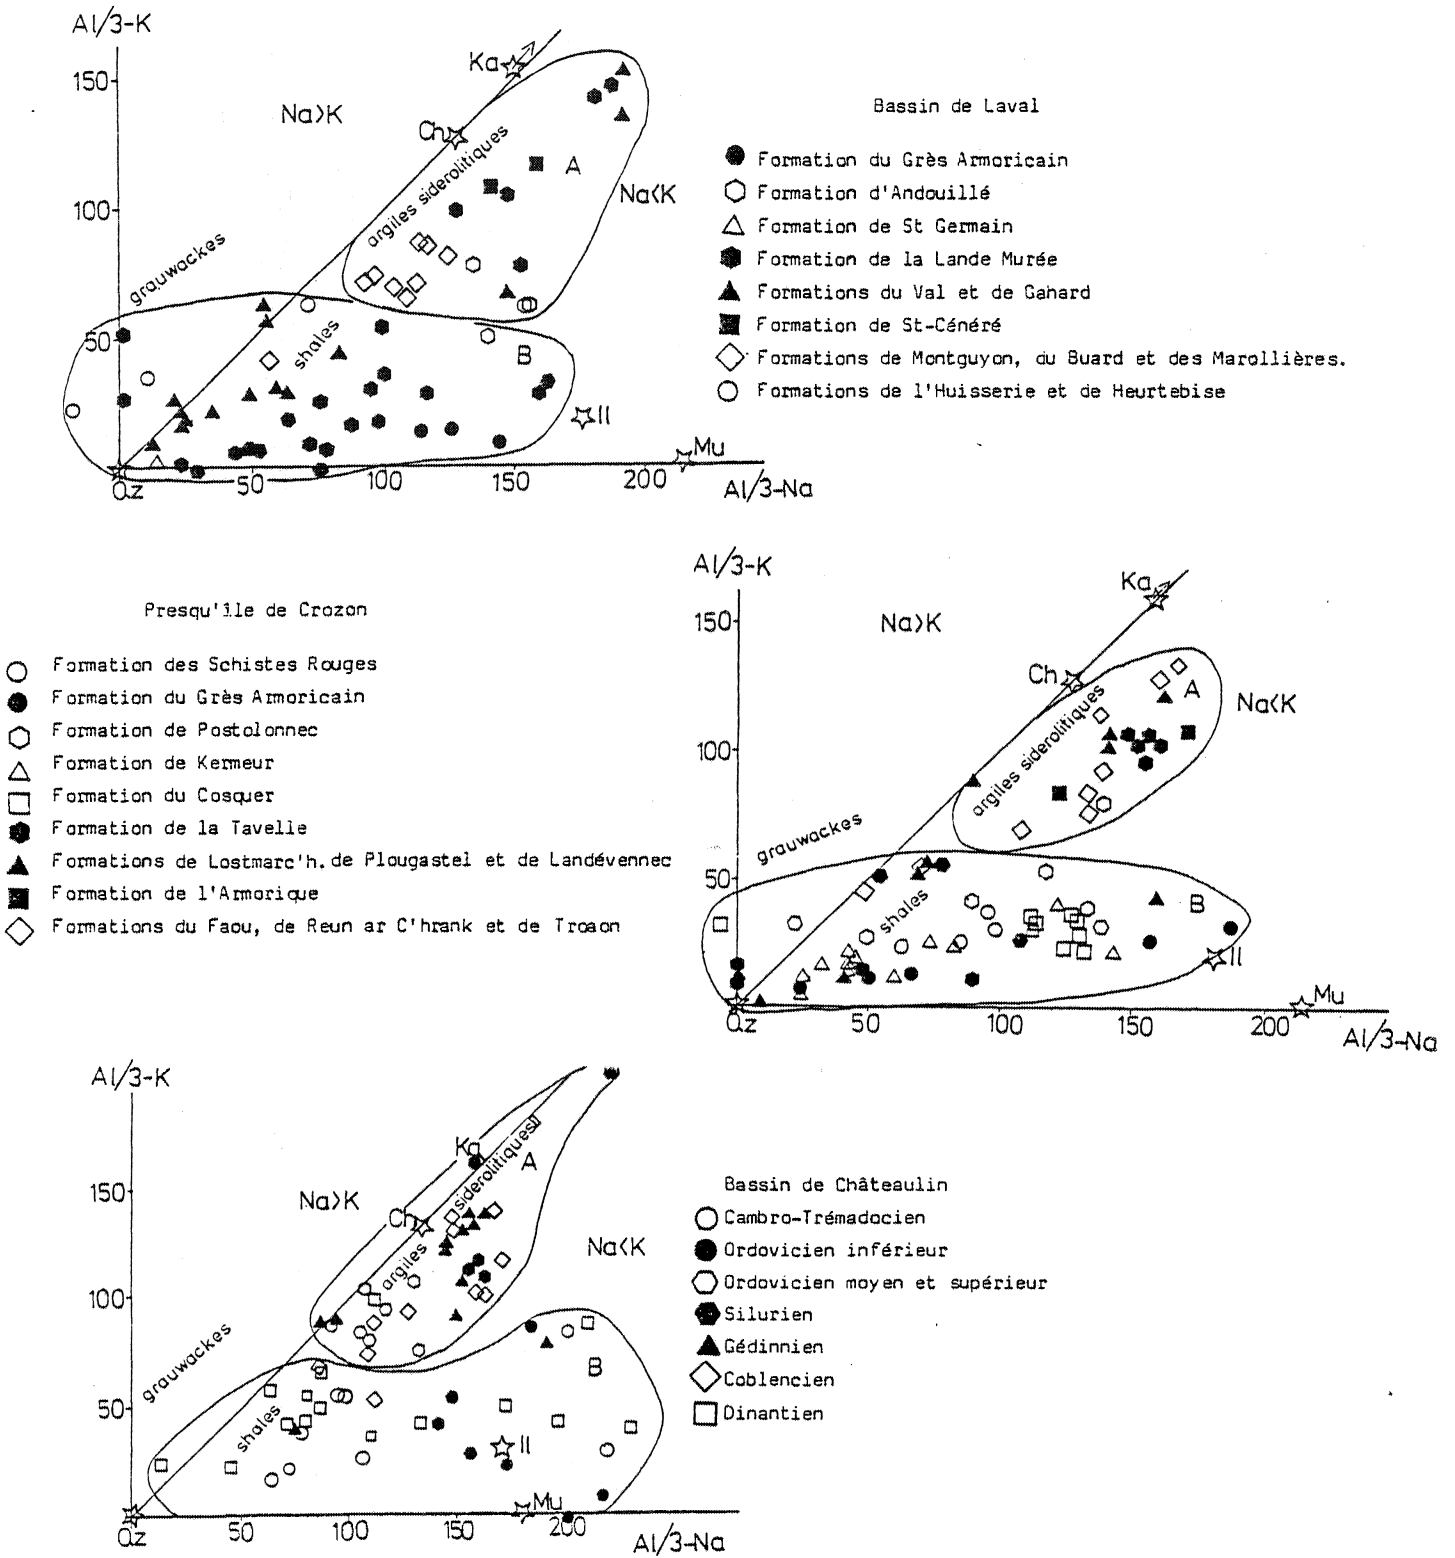 Al/3-K
Ka
150
Na>K
Ch
argiles siderolitiques
A
Na<K
100
grauwackes
shales
50
B
Il
Mu
Qz
50
100
150
200
Al/3-Na
Bassin de Laval
Formation du Grès Armoricain
Formation d'Andouillé
Formation de St Germain
Formation de la Lande Murée
Formations du Val et de Gahard
Formation de St-Cénéré
Formations de Montguyon, du Buard et des Marollières.
Formations de l'Huisserie et de Heurtebise
Presqu'île de Crozon
Formation des Schistes Rouges
Formation du Grès Armoricain
Formation de Postolonnec
Formation de Kermeur
Formation du Cosquer
Formation de la Tavelle
Formations de Lostmarc'h. de Plougastel et de Landévennec
Formation de l'Armorique
Formations du Faou, de Reun ar C'hrank et de Troaon
Al/3-K
Ka
150
Na>K
Ch
argiles siderolitiques
A
Na<K
100
grauwackes
50
shales
B
Il
Mu
Qz
50
100
150
200
Al/3-Na
Al/3-K
Ka
siderolitiques
A
150
Na>K
Ch
argiles
Na<K
100
grauwackes
B
50
shales
Il
Mu
Qz
50
100
150
200
Al/3-Na
Bassin de Châteaulin
Cambro-Trémadocien
Ordovicien inférieur
Ordovicien moyen et supérieur
Silurien
Gédinnien
Coblencien
Dinantien